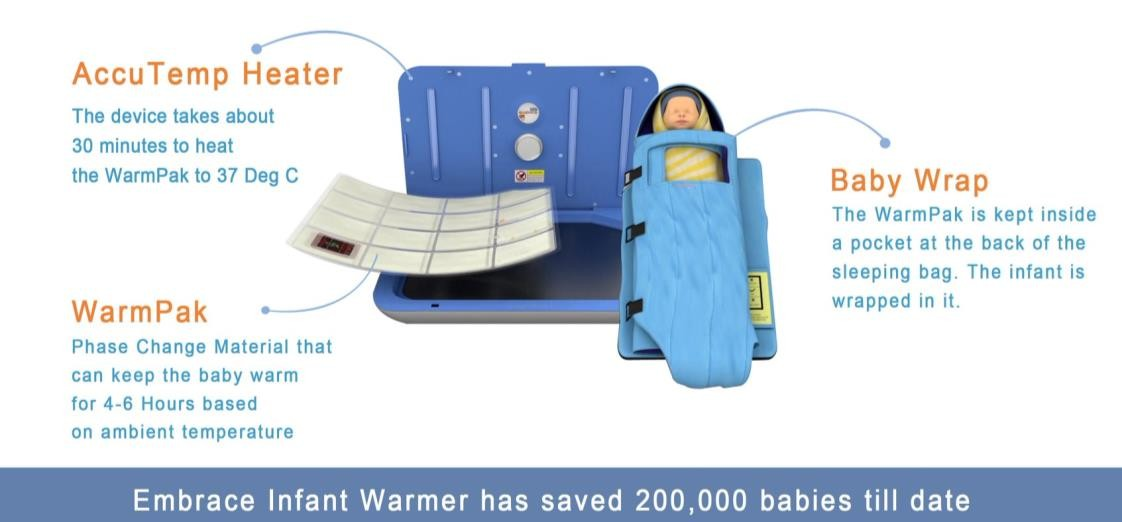 AccuTemp Heater
The device takes about
30 minutes to heat
the WarmPak to 37 Deg C
Baby Wrap
The WarmPak is kept inside
a pocket at the back of the
sleeping bag. The infant is
wrapped in it.
WarmPak
Phase Change Material that
can keep the baby warm
for 4-6 Hours based
on ambient temperature
Embrace Infant Warmer has saved 200,000 babies till date